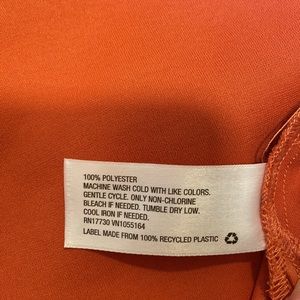 100% POLYESTER
MACHINE WASH COLD WITH LIKE COLORS.
GENTLE CYCLE. ONLY NON-CHLORINE
BLEACH IF NEEDED. TUMBLE DRY LOW.
COOL IRON IF NEEDED.
RN17730 VN1055164
LABEL MADE FROM 100% RECYCLED PLASTIC